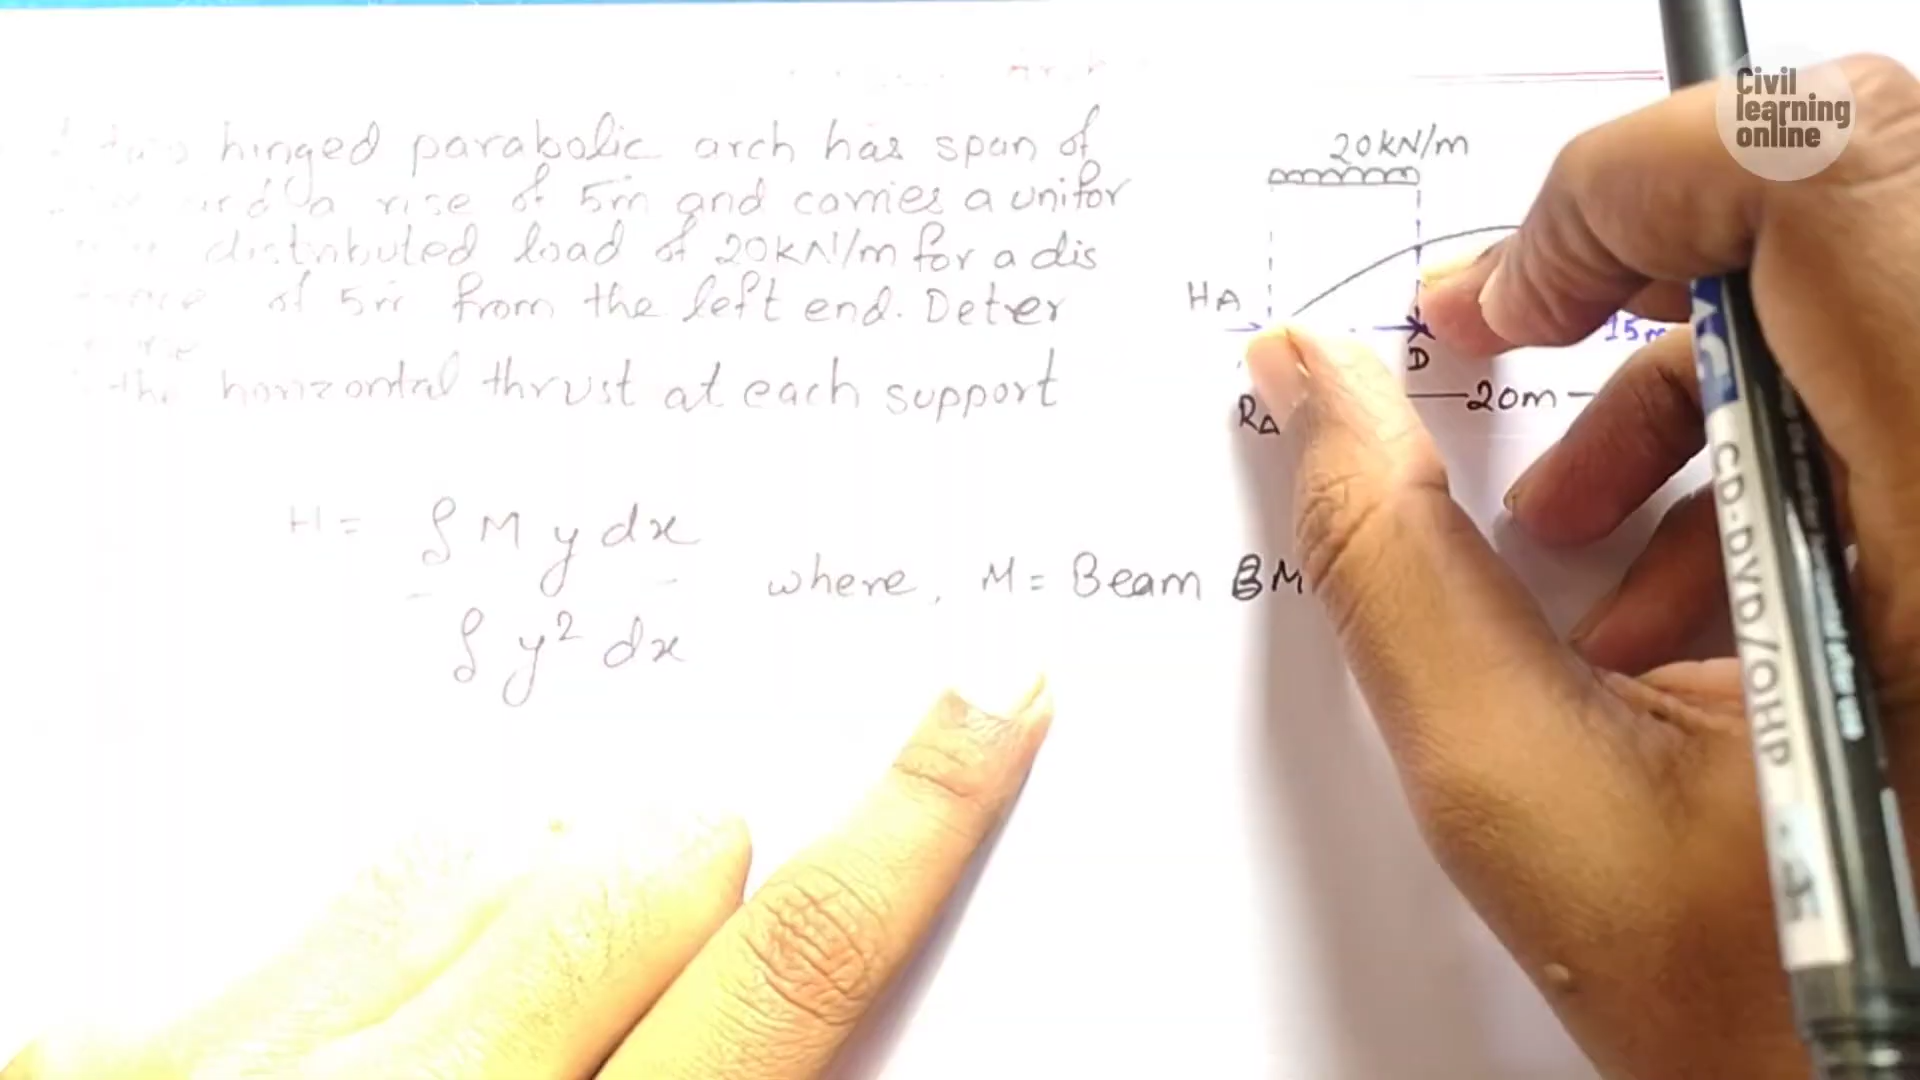 hinged parabolic arch has span of
a rise of 5m and carries a unifor
distributed load of 20kN/m for a dis
of 5m from the left end. Deter
the horizontal thrust at each support
H = ∫ M y dx
∫ y² dx
where, M = Beam BM
20kN/m
HA
15m
D
20m
RA
Civil
learning
online
CD-DVD/OHP